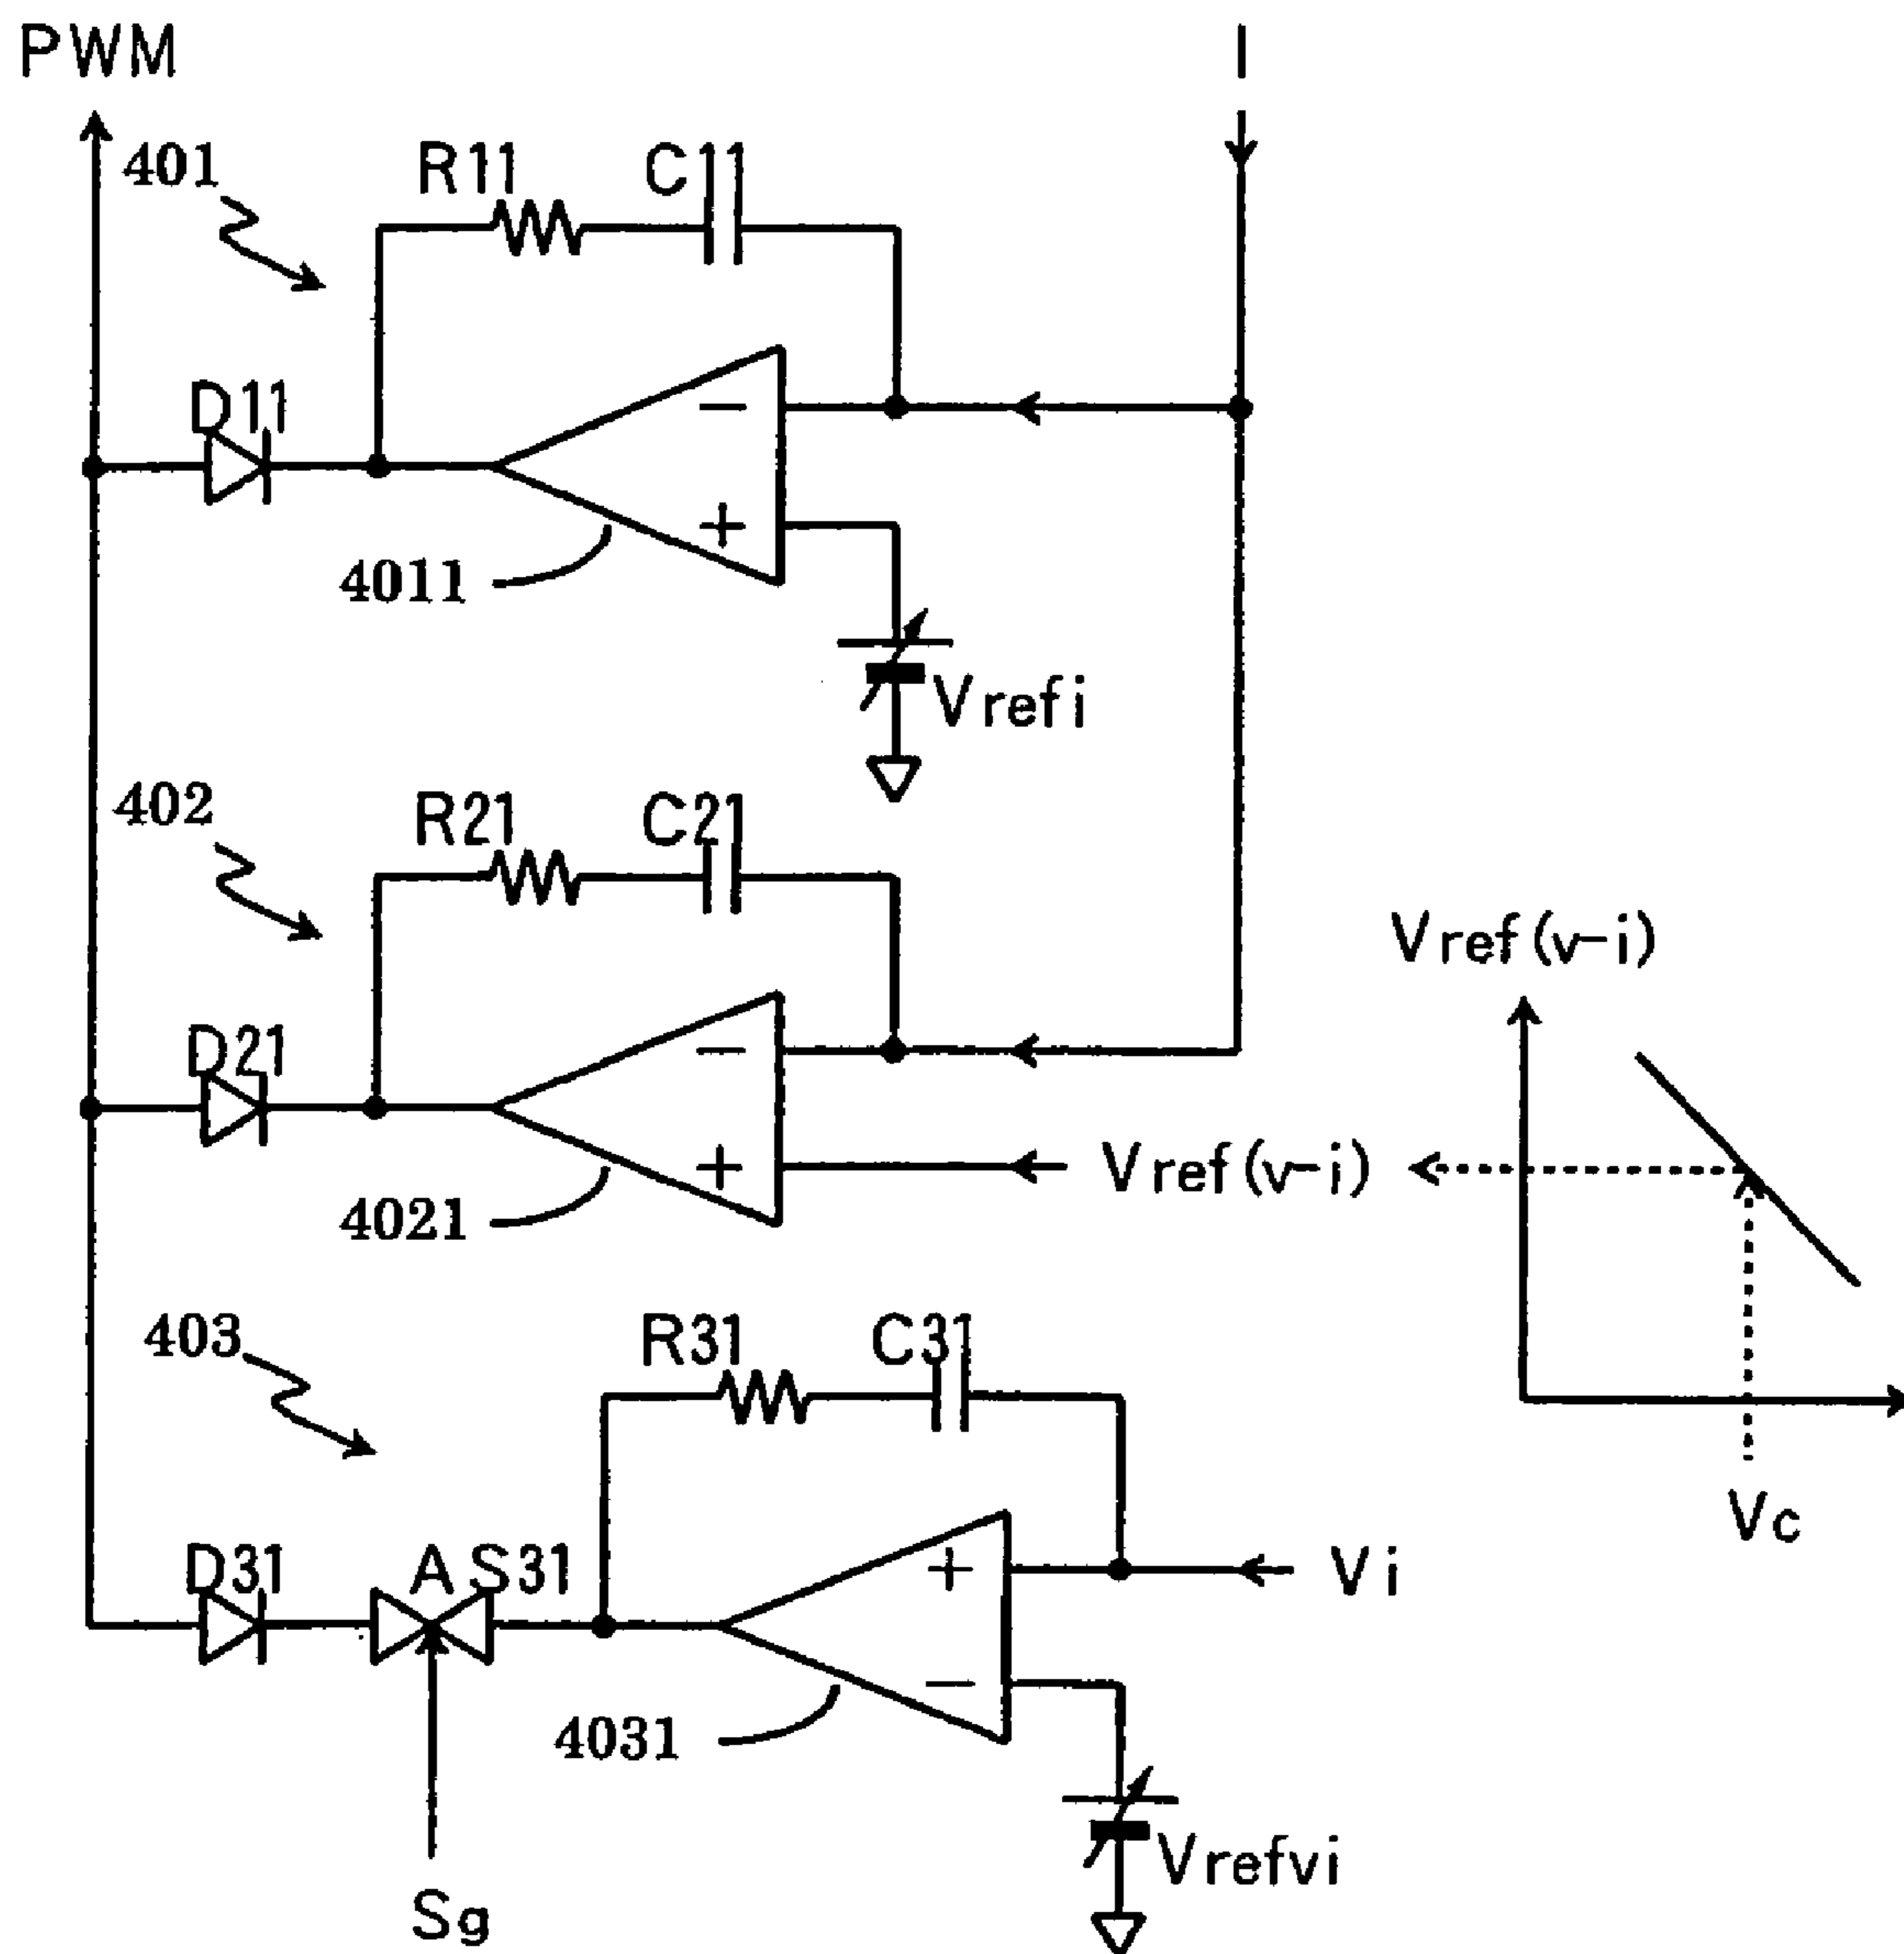 PWM
I
401
R11
C11
D11
4011
Vrefi
402
R21
C21
D21
4021
Vref(v-i)
Vref(v-i)
Vc
403
R31
C31
D31
AS31
Vi
4031
Vrefvi
Sg